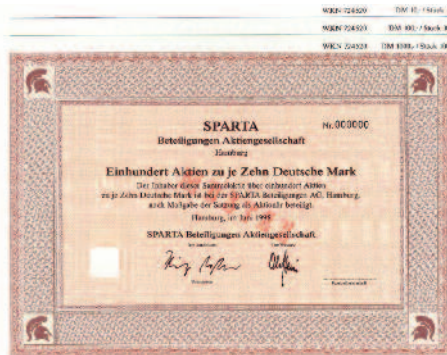 WKN 724520 DM 10,- / Stück
WKN 724520 DM 100,- / Stück
WKN 724520 DM 1000,- / Stück
SPARTA
Nr. 000000
Beteiligungen Aktiengesellschaft
Hamburg
Einhundert Aktien zu je Zehn Deutsche Mark
Der Inhaber dieser Sammelaktie über einhundert Aktien
zu je Zehn Deutsche Mark ist bei der SPARTA Beteiligungen AG, Hamburg,
nach Maßgabe der Satzung als Aktionär beteiligt.
Hamburg, im Juni 1998
SPARTA Beteiligungen Aktiengesellschaft